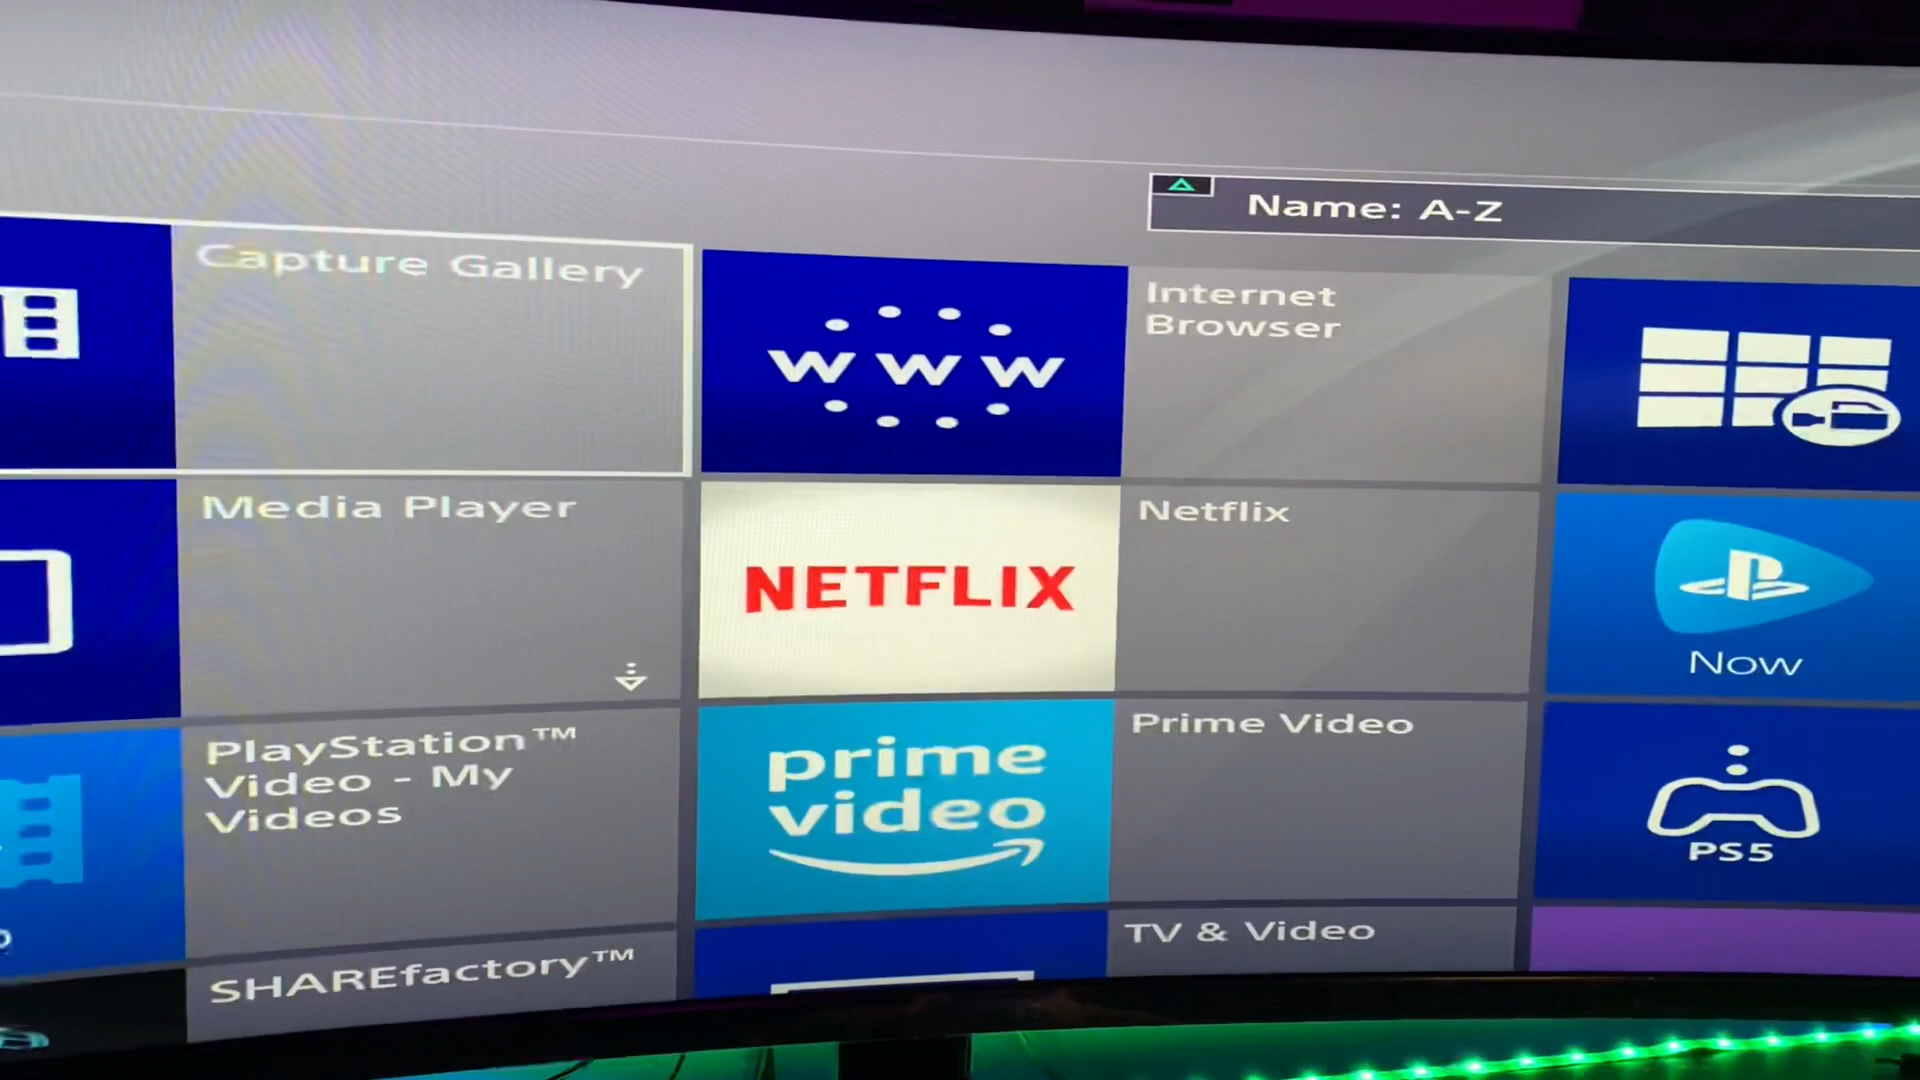 Name: A-Z
Capture Gallery
www
Internet
Browser
Media Player
NETFLIX
Netflix
Now
PlayStation™
Video - My
Videos
prime
video
Prime Video
PS5
SHAREfactory™
TV & Video